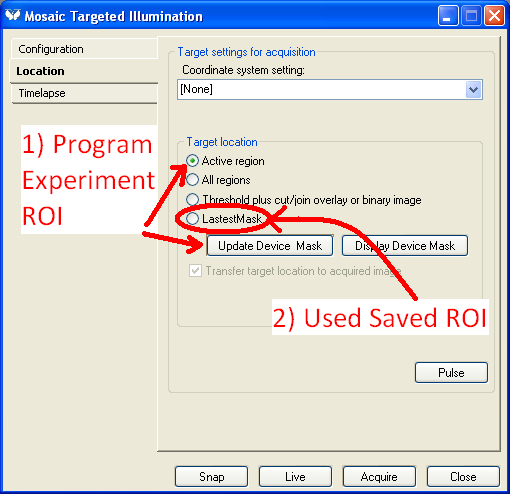 Mosaic Targeted Illumination
Configuration
Location
Timelapse
Target settings for acquisition
Coordinate system setting:
[None]
Target location
Active region
All regions
Threshold plus cut/join overlay or binary image
LastestMask
Update Device Mask
Display Device Mask
Transfer target location to acquired image
1) Program
Experiment
ROI
2) Used Saved ROI
Pulse
Snap
Live
Acquire
Close